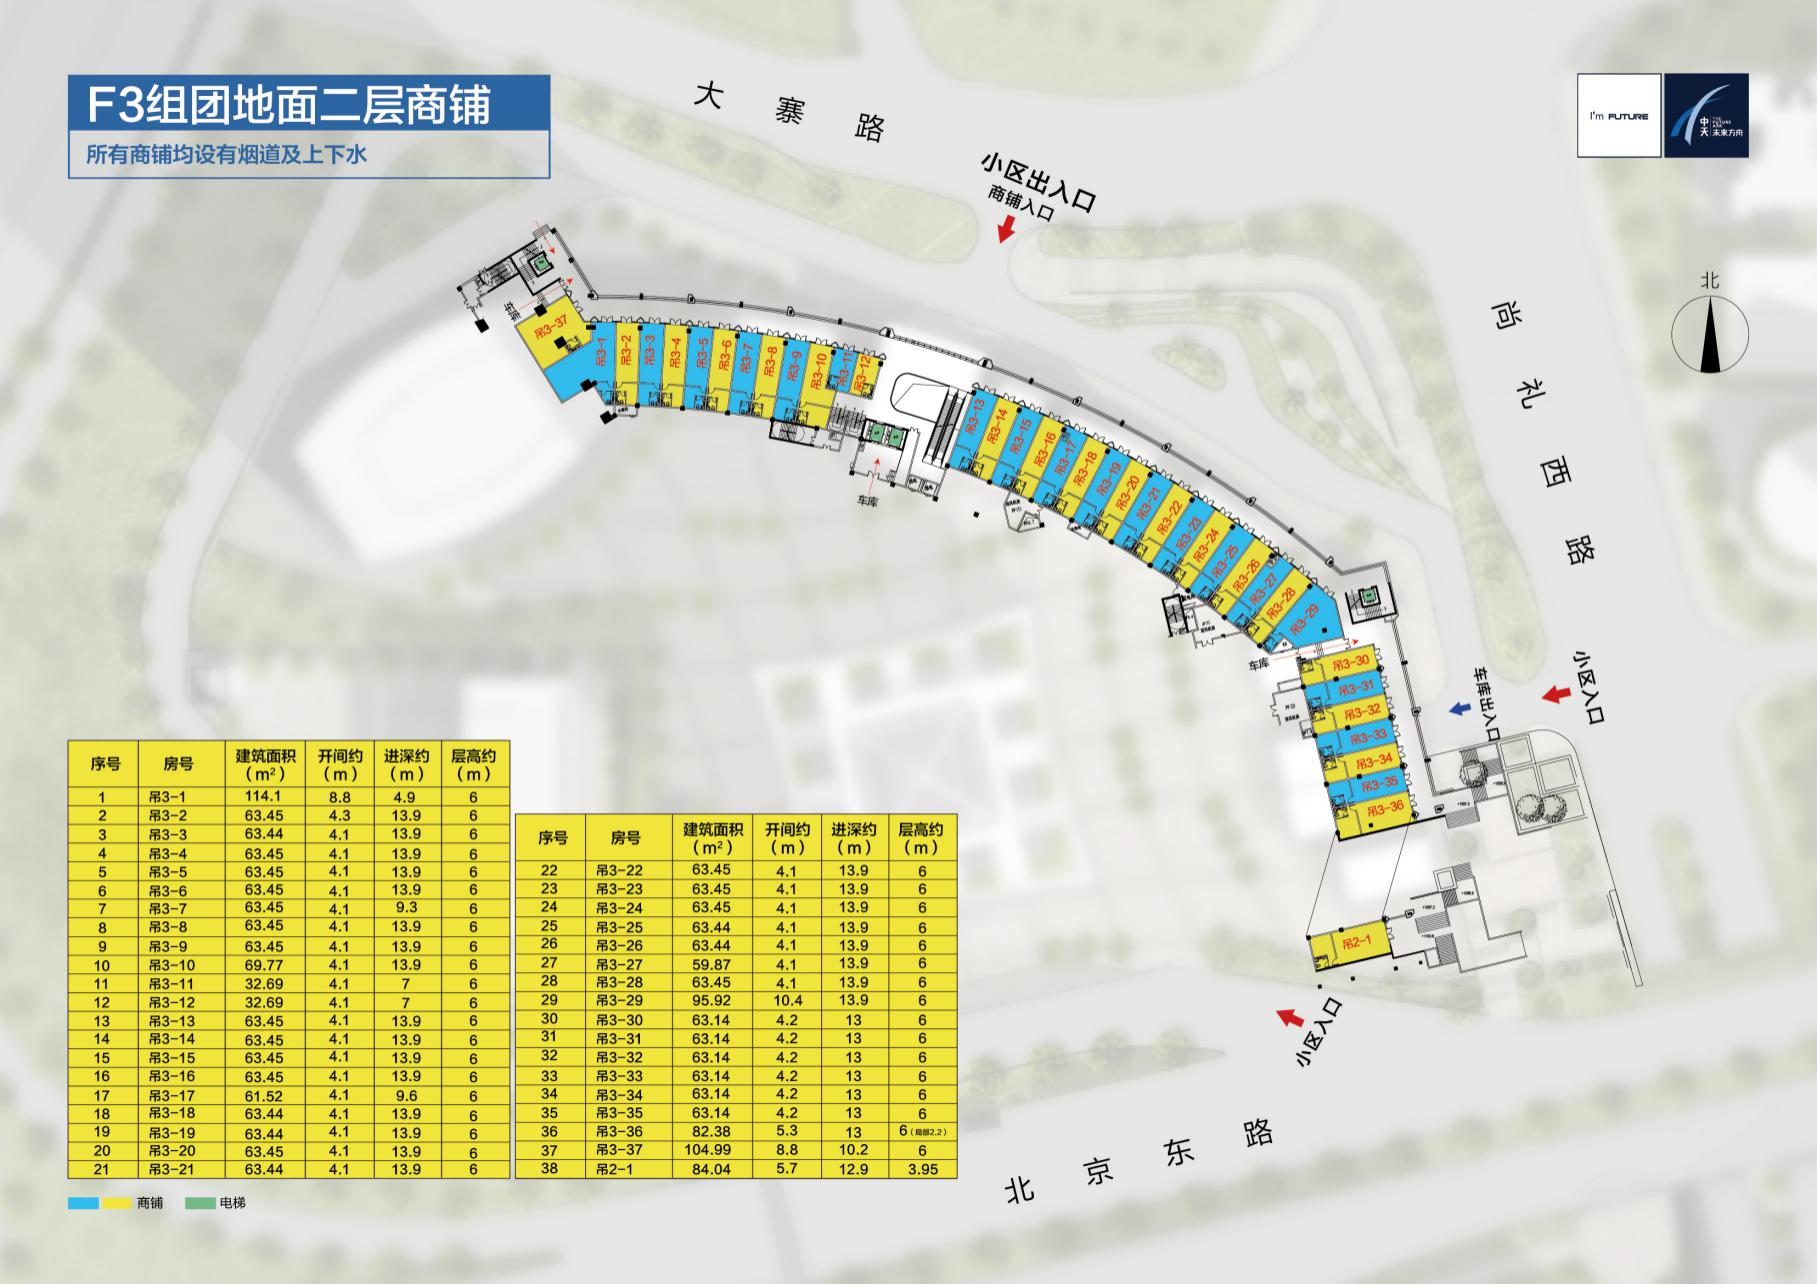 F3组团地面二层商铺
所有商铺均设有烟道及上下水
大寨路
小区出入口
商铺入口
I'm FUTURE
中天
THE FUTURE ARK
未来方舟
北
尚礼西路
车库
吊3-37
吊3-1
吊3-2
吊3-3
吊3-4
吊3-5
吊3-6
吊3-7
吊3-8
吊3-9
吊3-10
吊3-11
吊3-12
车库
吊3-13
吊3-14
吊3-15
吊3-16
吊3-17
吊3-18
吊3-19
吊3-20
吊3-21
吊3-22
吊3-23
吊3-24
吊3-25
吊3-26
吊3-27
吊3-28
吊3-29
车库
吊3-30
吊3-31
吊3-32
吊3-33
吊3-34
吊3-35
吊3-36
车库出入口
小区入口
吊2-1
小区入口
北京东路
序号 房号 建筑面积（m²） 开间约（m） 进深约（m） 层高约（m）
1 吊3-1 114.1 8.8 4.9 6
2 吊3-2 63.45 4.3 13.9 6
3 吊3-3 63.44 4.1 13.9 6
4 吊3-4 63.45 4.1 13.9 6
5 吊3-5 63.45 4.1 13.9 6
6 吊3-6 63.45 4.1 13.9 6
7 吊3-7 63.45 4.1 9.3 6
8 吊3-8 63.45 4.1 13.9 6
9 吊3-9 63.45 4.1 13.9 6
10 吊3-10 69.77 4.1 13.9 6
11 吊3-11 32.69 4.1 7 6
12 吊3-12 32.69 4.1 7 6
13 吊3-13 63.45 4.1 13.9 6
14 吊3-14 63.45 4.1 13.9 6
15 吊3-15 63.45 4.1 13.9 6
16 吊3-16 63.45 4.1 13.9 6
17 吊3-17 61.52 4.1 9.6 6
18 吊3-18 63.44 4.1 13.9 6
19 吊3-19 63.44 4.1 13.9 6
20 吊3-20 63.45 4.1 13.9 6
21 吊3-21 63.44 4.1 13.9 6
序号 房号 建筑面积（m²） 开间约（m） 进深约（m） 层高约（m）
22 吊3-22 63.45 4.1 13.9 6
23 吊3-23 63.45 4.1 13.9 6
24 吊3-24 63.45 4.1 13.9 6
25 吊3-25 63.44 4.1 13.9 6
26 吊3-26 63.44 4.1 13.9 6
27 吊3-27 59.87 4.1 13.9 6
28 吊3-28 63.45 4.1 13.9 6
29 吊3-29 95.92 10.4 13.9 6
30 吊3-30 63.14 4.2 13 6
31 吊3-31 63.14 4.2 13 6
32 吊3-32 63.14 4.2 13 6
33 吊3-33 63.14 4.2 13 6
34 吊3-34 63.14 4.2 13 6
35 吊3-35 63.14 4.2 13 6
36 吊3-36 82.38 5.3 13 6（局部2.2）
37 吊3-37 104.99 8.8 10.2 6
38 吊2-1 84.04 5.7 12.9 3.95
商铺 电梯